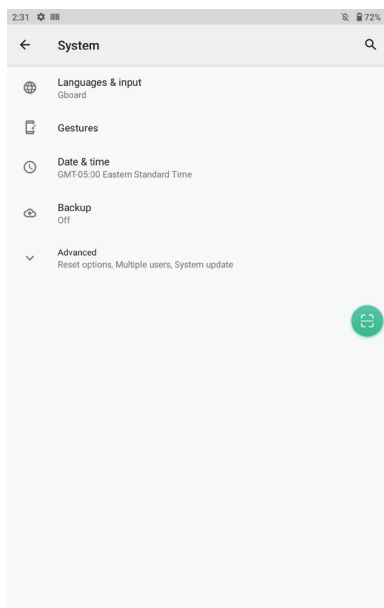 2:31
72%
System
Languages & input
Gboard
Gestures
Date & time
GMT-05:00 Eastern Standard Time
Backup
Off
Advanced
Reset options, Multiple users, System update